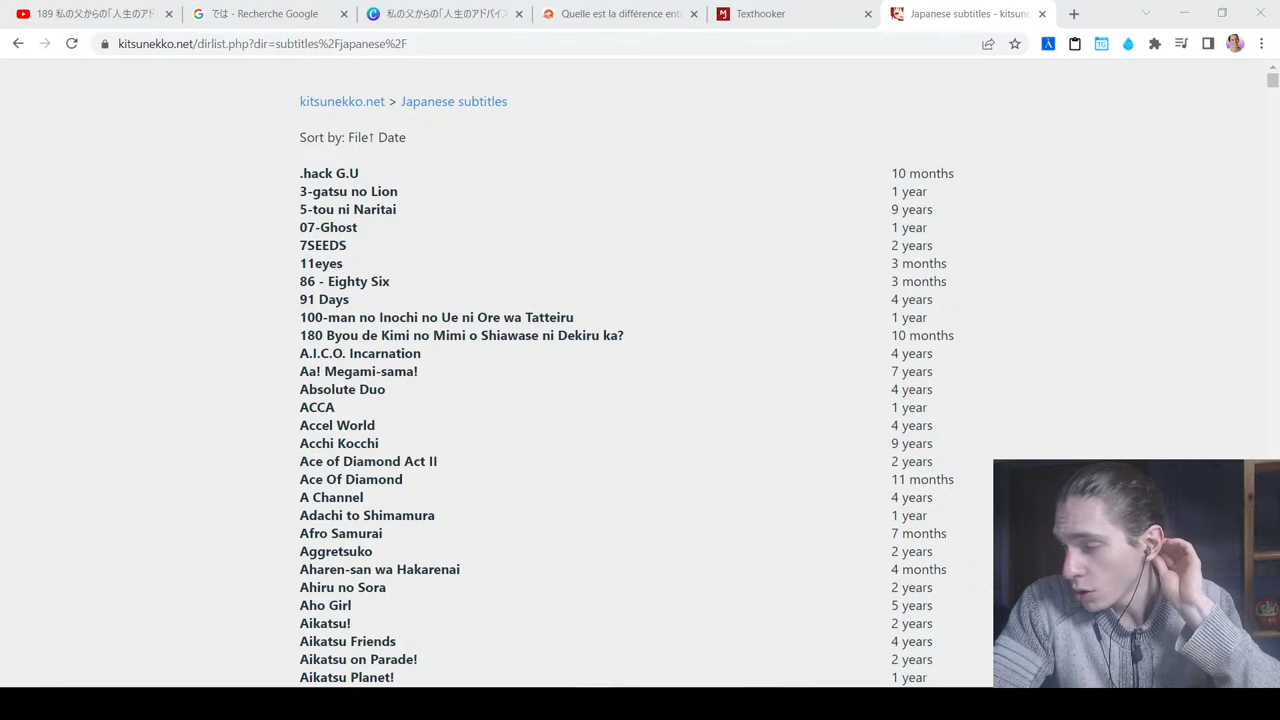 189 私の父からの「人生のアドバ
では - Recherche Google
私の父からの「人生のアドバイス
Quelle est la différence ent
Texthooker
Japanese subtitles - kitsune
kitsunekko.net/dirlist.php?dir=subtitles%2Fjapanese%2F
kitsunekko.net > Japanese subtitles
Sort by: File↑ Date
.hack G.U 10 months
3-gatsu no Lion 1 year
5-tou ni Naritai 9 years
07-Ghost 1 year
7SEEDS 2 years
11eyes 3 months
86 - Eighty Six 3 months
91 Days 4 years
100-man no Inochi no Ue ni Ore wa Tatteiru 1 year
180 Byou de Kimi no Mimi o Shiawase ni Dekiru ka? 10 months
A.I.C.O. Incarnation 4 years
Aa! Megami-sama! 7 years
Absolute Duo 4 years
ACCA 1 year
Accel World 4 years
Acchi Kocchi 9 years
Ace of Diamond Act II 2 years
Ace Of Diamond 11 months
A Channel 4 years
Adachi to Shimamura 1 year
Afro Samurai 7 months
Aggretsuko 2 years
Aharen-san wa Hakarenai 4 months
Ahiru no Sora 2 years
Aho Girl 5 years
Aikatsu! 2 years
Aikatsu Friends 4 years
Aikatsu on Parade! 2 years
Aikatsu Planet! 1 year